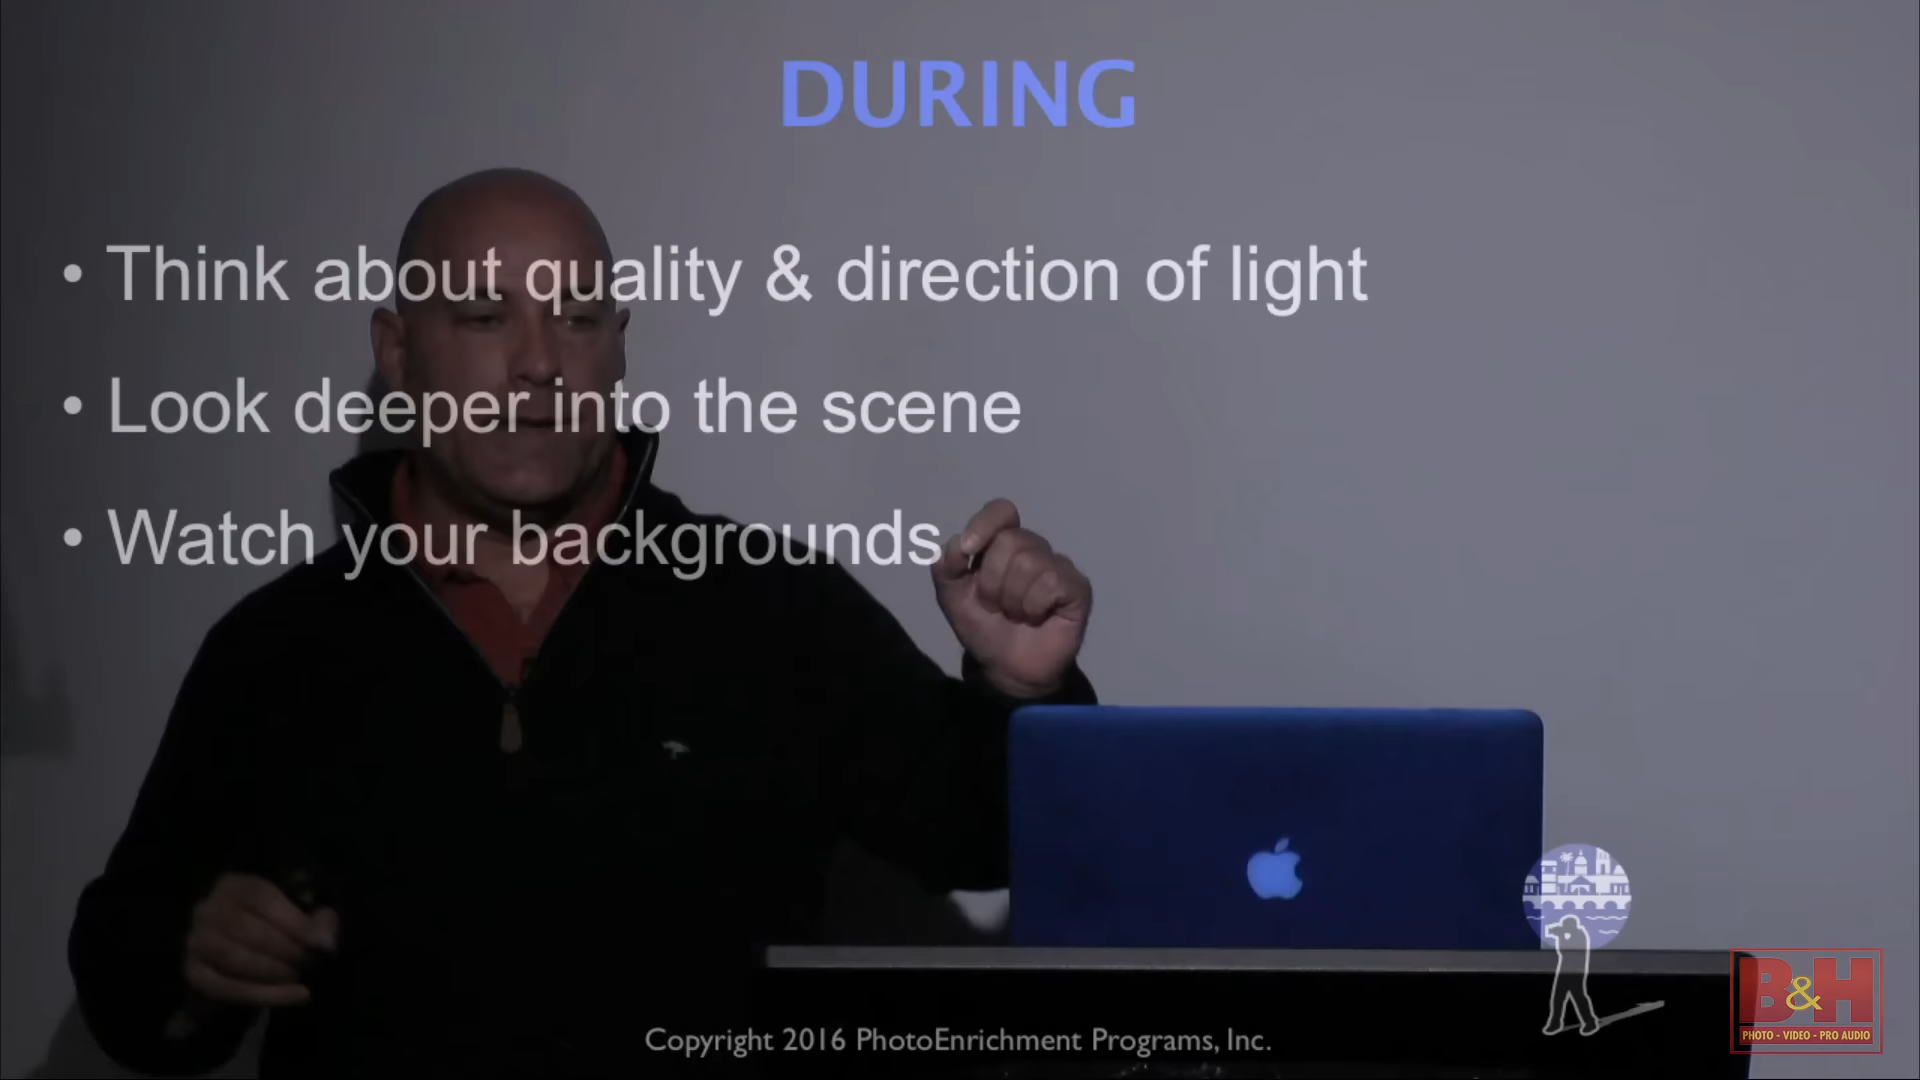 DURING
• Think about quality & direction of light
• Look deeper into the scene
• Watch your backgrounds
Copyright 2016 PhotoEnrichment Programs, Inc.
B&H
PHOTO - VIDEO - PRO AUDIO